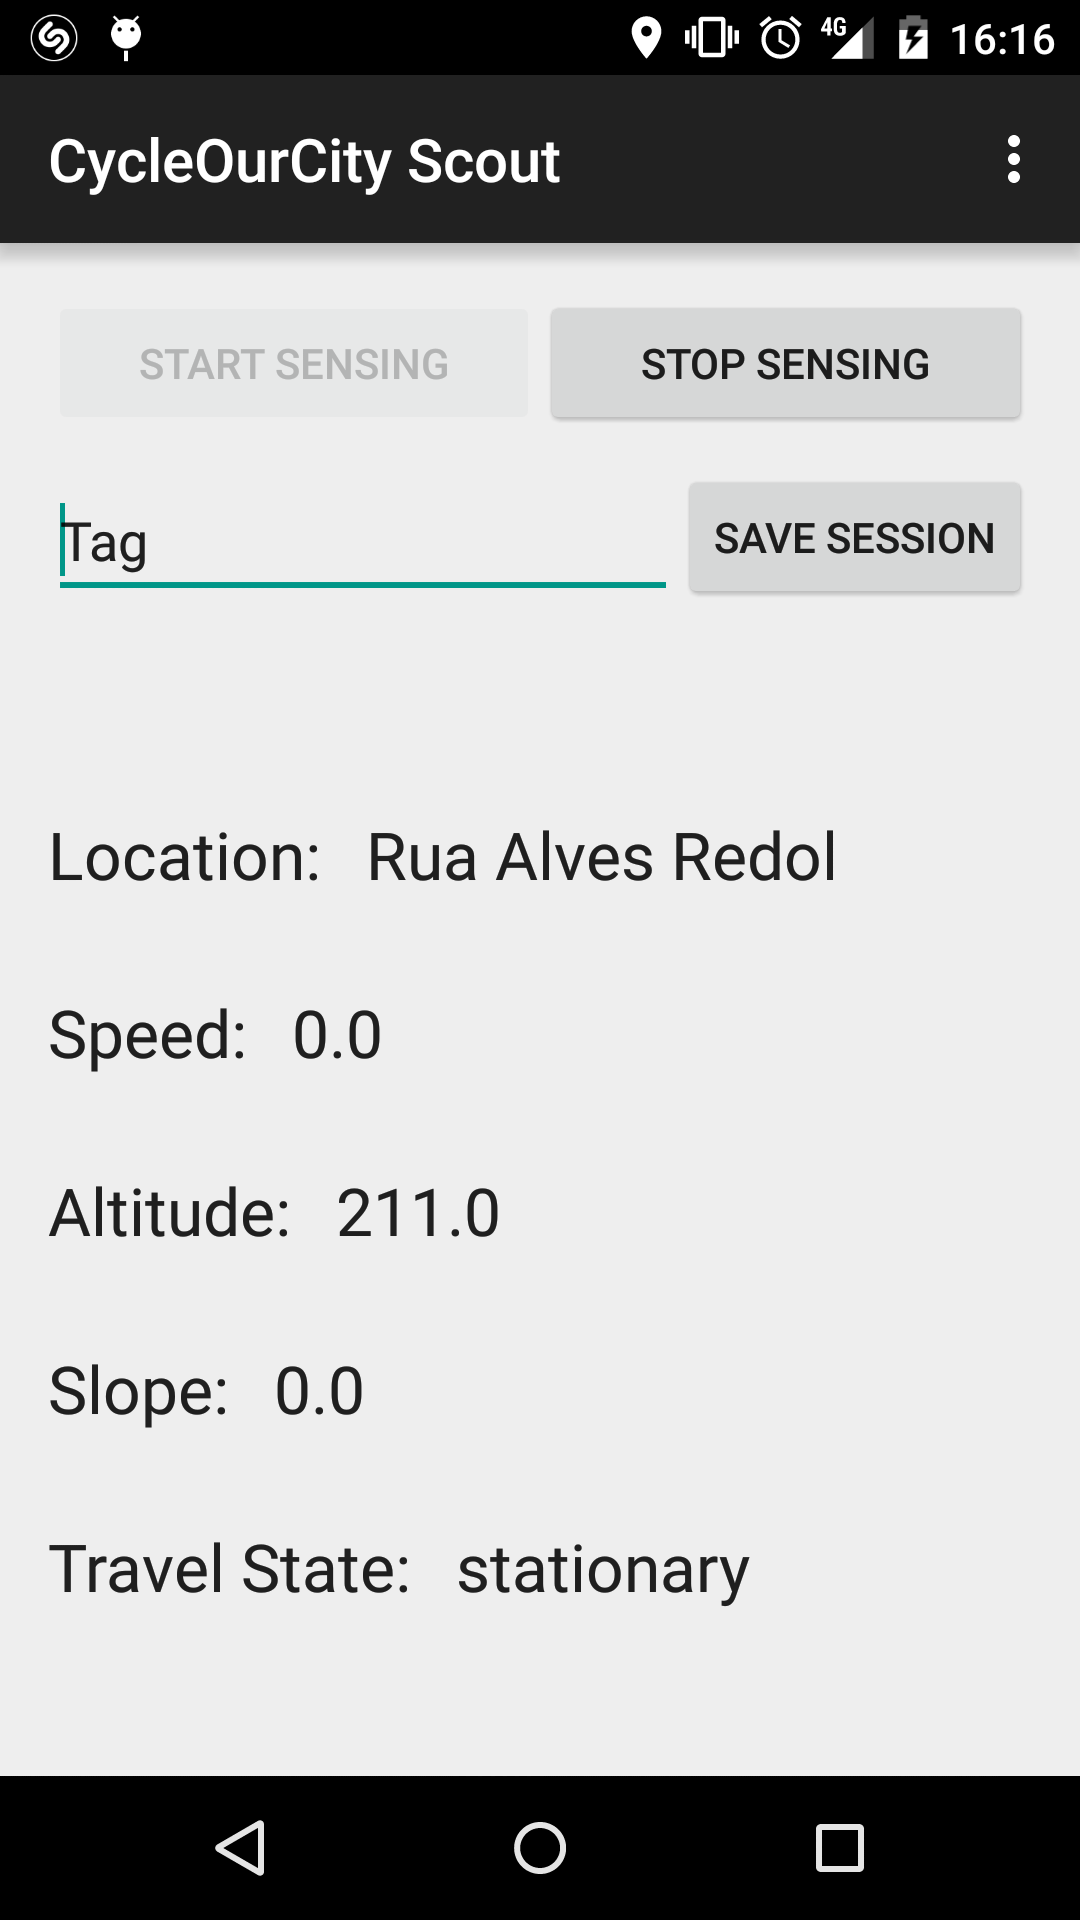 4G 16:16
CycleOurCity Scout
START SENSING STOP SENSING
Tag SAVE SESSION
Location: Rua Alves Redol
Speed: 0.0
Altitude: 211.0
Slope: 0.0
Travel State: stationary